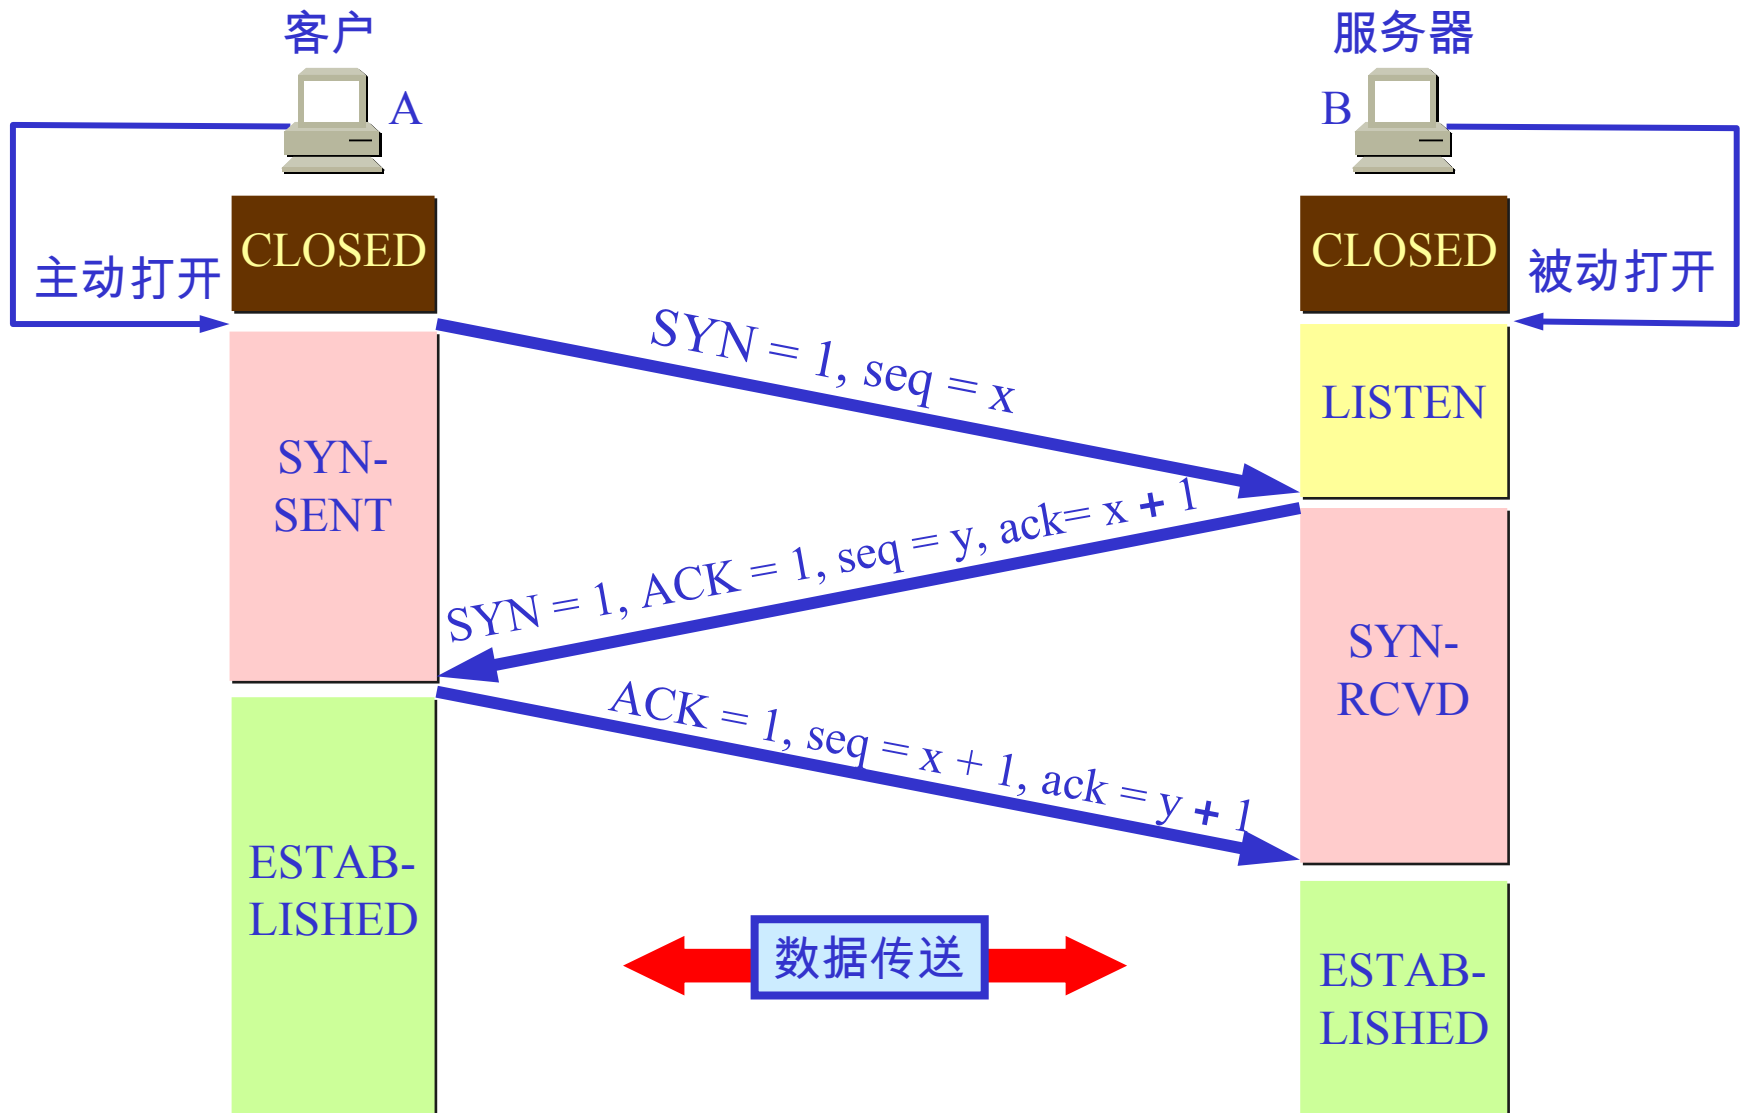 客户
服务器
A
B
CLOSED
CLOSED
主动打开
被动打开
SYN = 1, seq = x
LISTEN
SYN-
SENT
SYN = 1, ACK = 1, seq = y, ack= x + 1
SYN-
RCVD
ACK = 1, seq = x + 1, ack = y + 1
ESTAB-
LISHED
数据传送
ESTAB-
LISHED